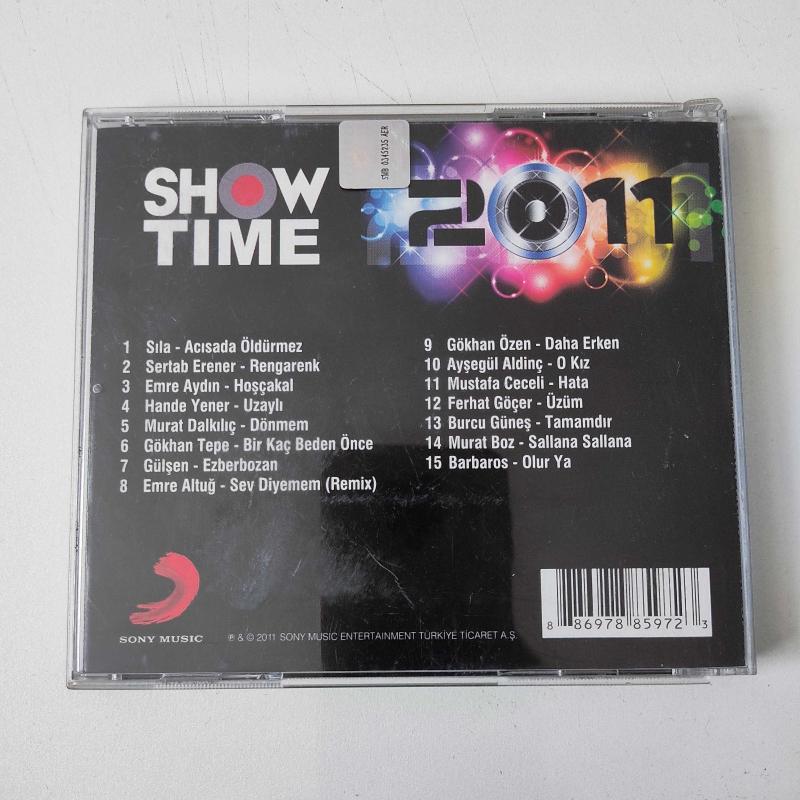 SHOW
TIME
2011
SMB 0345235 AER
1 Sıla - Acısada Öldürmez
2 Sertab Erener - Rengarenk
3 Emre Aydın - Hoşçakal
4 Hande Yener - Uzaylı
5 Murat Dalkılıç - Dönmem
6 Gökhan Tepe - Bir Kaç Beden Önce
7 Gülşen - Ezberbozan
8 Emre Altuğ - Sev Diyemem (Remix)
9 Gökhan Özen - Daha Erken
10 Ayşegül Aldinç - O Kız
11 Mustafa Ceceli - Hata
12 Ferhat Göçer - Üzüm
13 Burcu Güneş - Tamamdır
14 Murat Boz - Sallana Sallana
15 Barbaros - Olur Ya
SONY MUSIC
℗ & © 2011 SONY MUSIC ENTERTAINMENT TÜRKİYE TİCARET A.Ş.
8 86978 85972 3